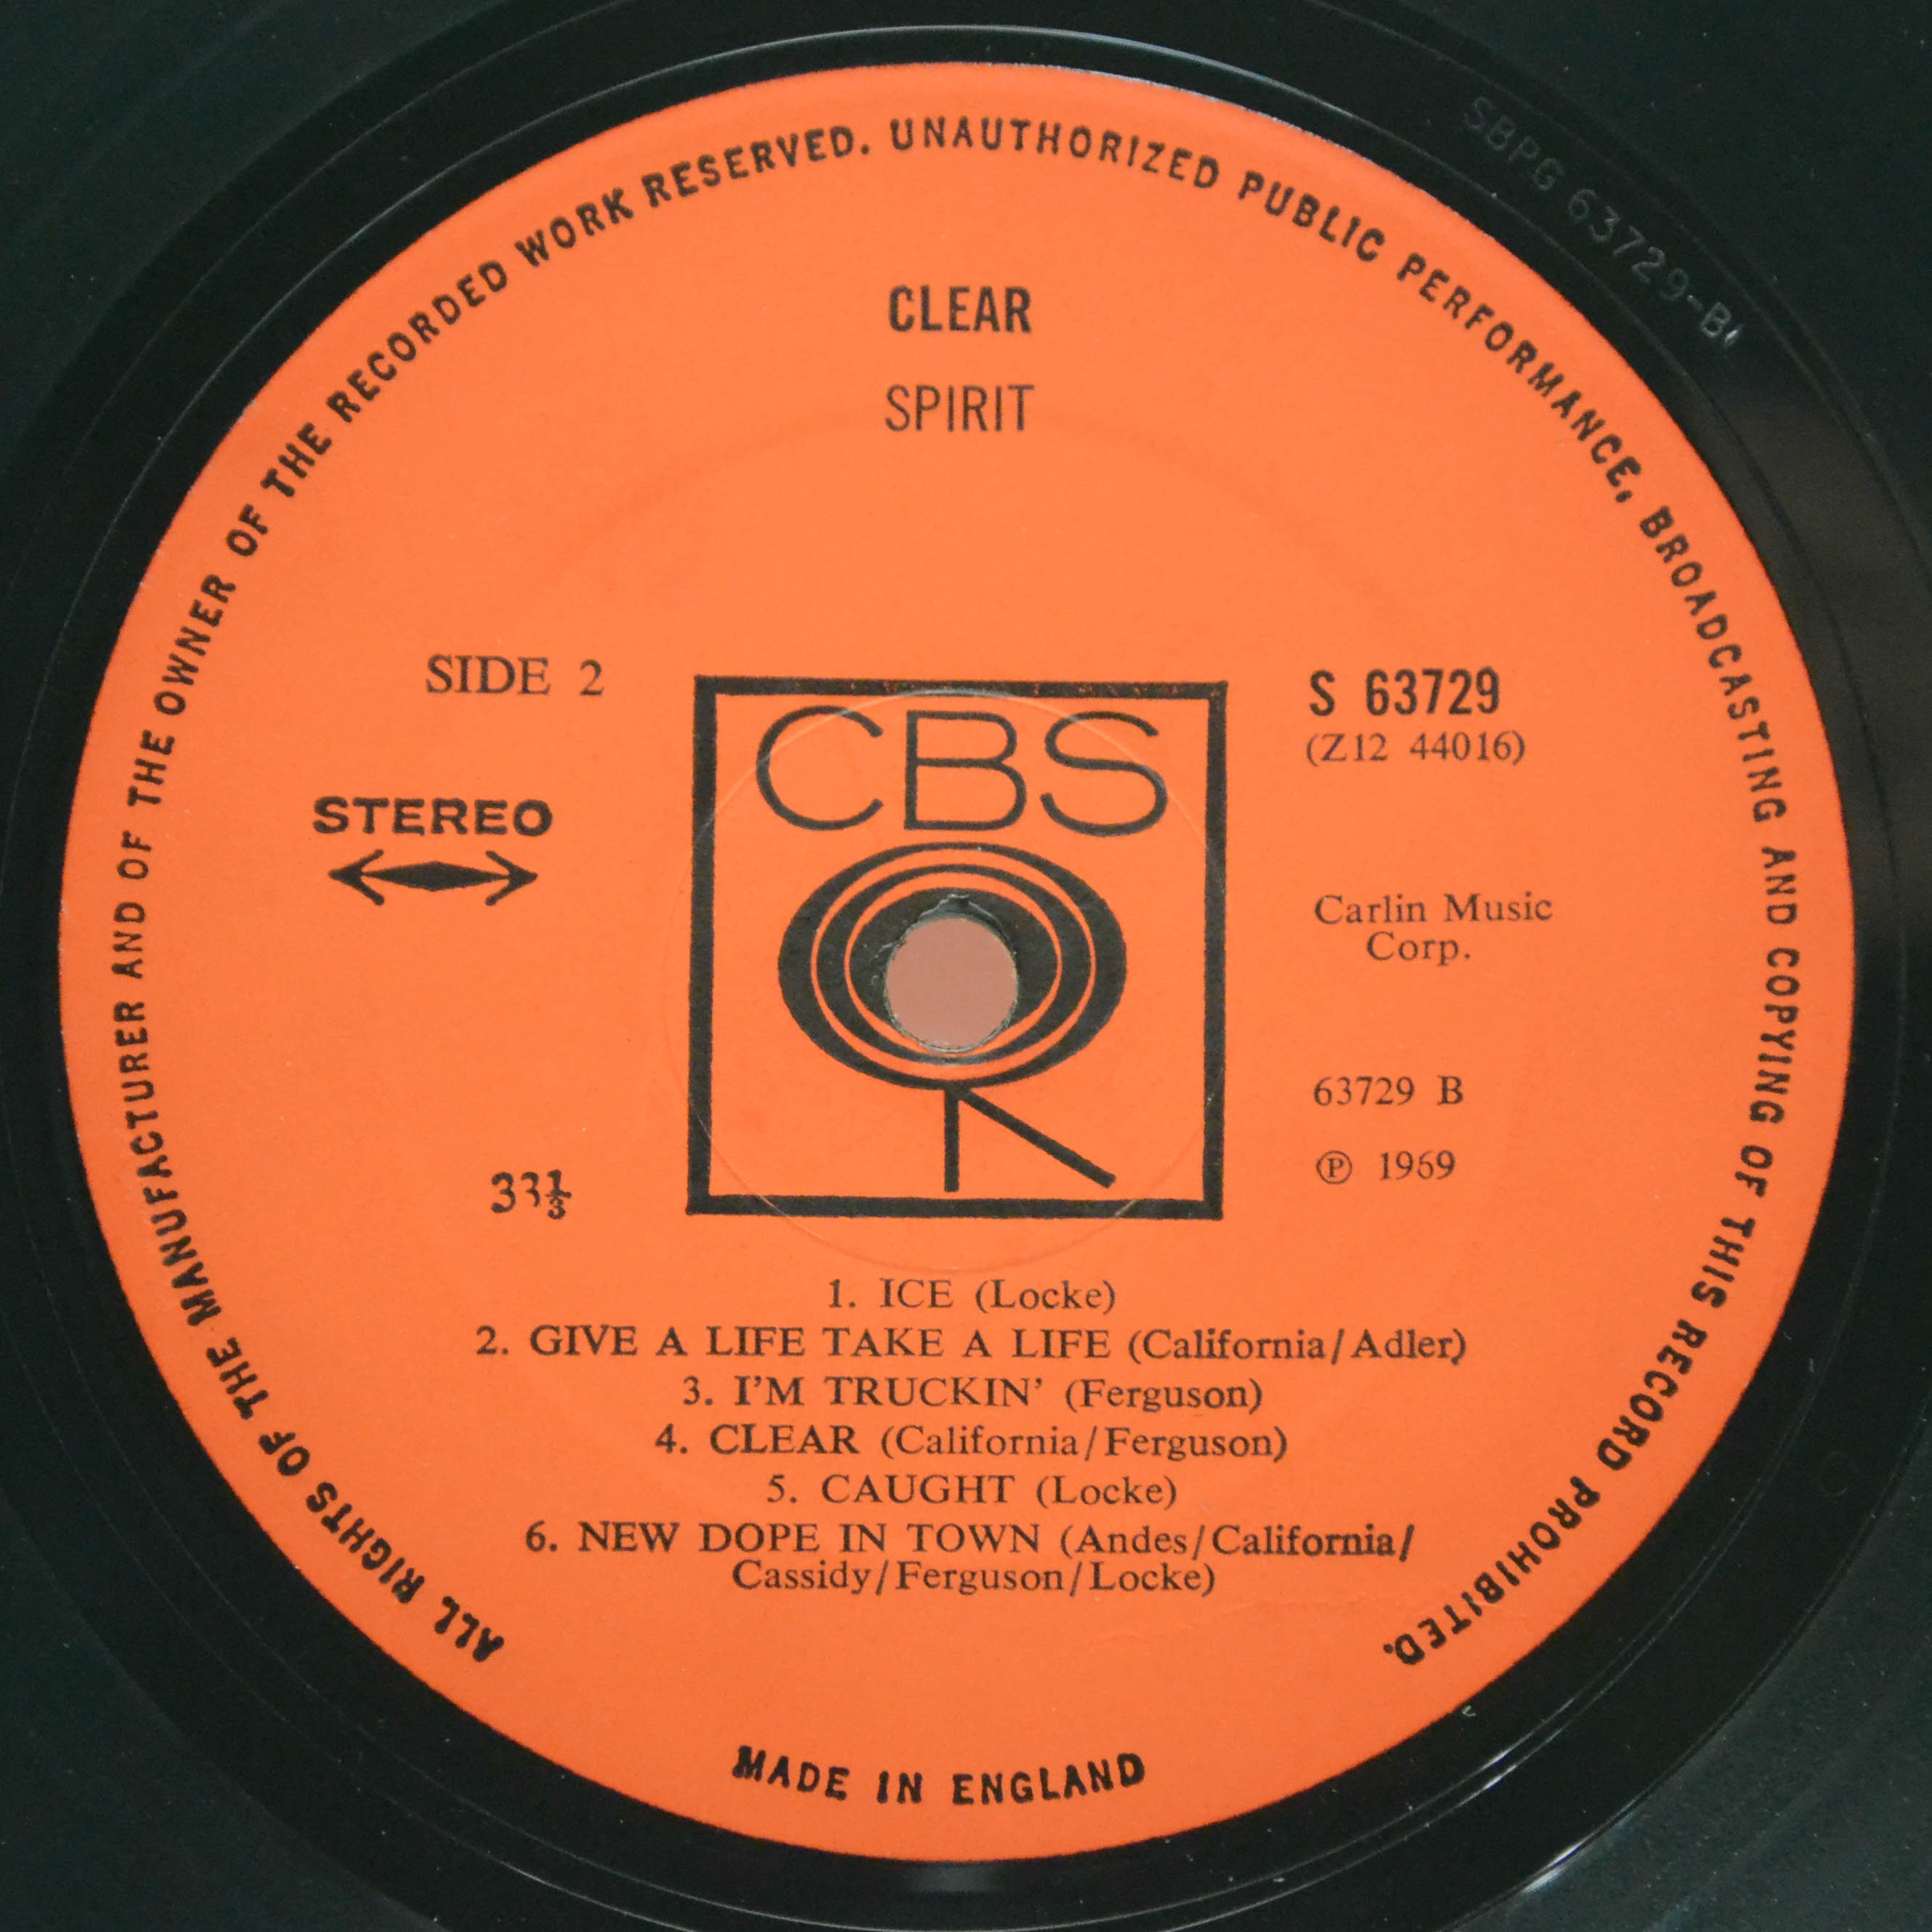 ALL RIGHTS OF THE MANUFACTURER AND OF THE OWNER OF THE RECORDED WORK RESERVED. UNAUTHORIZED PUBLIC PERFORMANCE, BROADCASTING AND COPYING OF THIS RECORD PROHIBITED.
SBPG 63729-B
CLEAR
SPIRIT
SIDE 2
S 63729
(Z12 44016)
CBS
STEREO
Carlin Music
Corp.
63729 B
℗ 1969
33⅓
1. ICE (Locke)
2. GIVE A LIFE TAKE A LIFE (California/Adler)
3. I'M TRUCKIN' (Ferguson)
4. CLEAR (California/Ferguson)
5. CAUGHT (Locke)
6. NEW DOPE IN TOWN (Andes/California/
Cassidy/Ferguson/Locke)
MADE IN ENGLAND